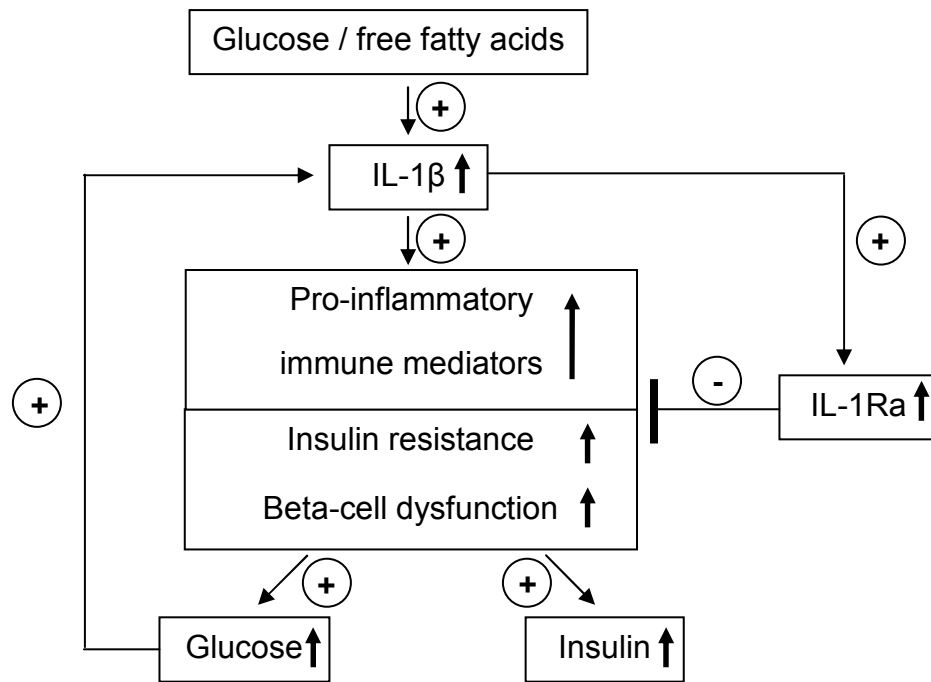 Glucose / free fatty acids
+
IL-1β
+
+
Pro-inflammatory
immune mediators
-
IL-1Ra
+
Insulin resistance
Beta-cell dysfunction
+
+
Glucose
Insulin